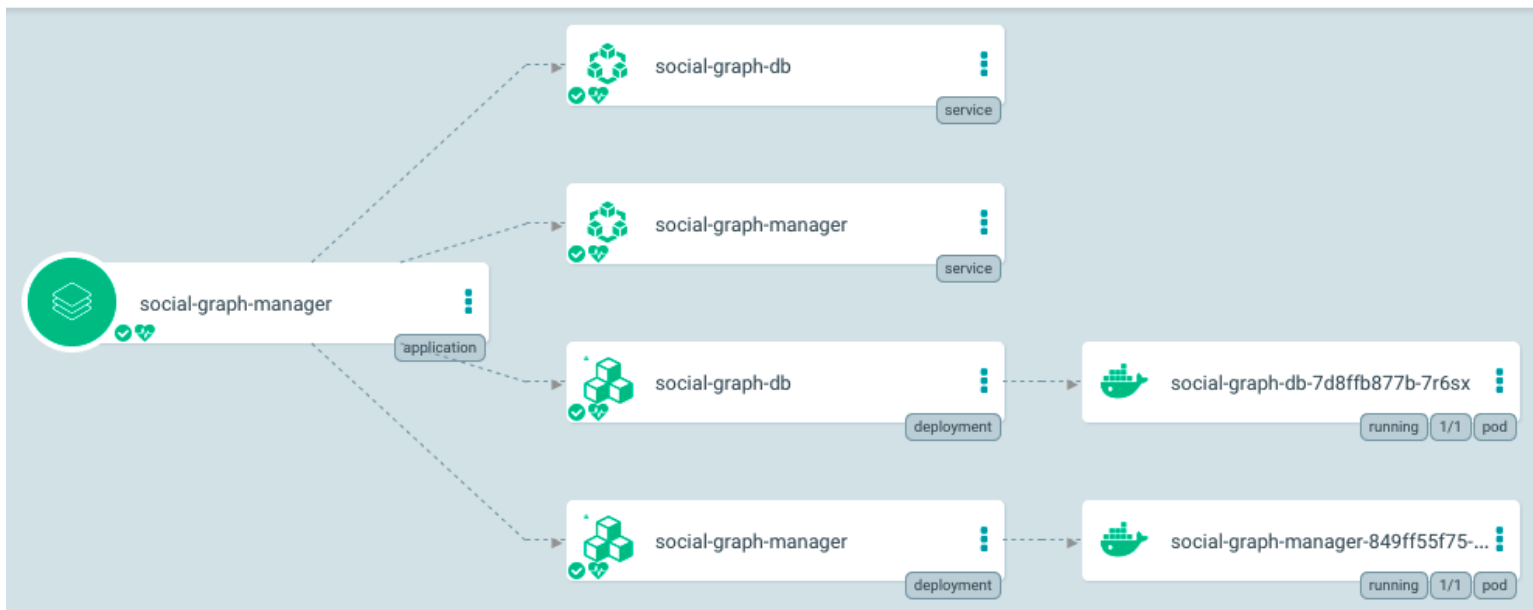 social-graph-db
service
social-graph-manager
service
social-graph-manager
application
social-graph-db
deployment
social-graph-db-7d8ffb877b-7r6sx
running 1/1 pod
social-graph-manager
deployment
social-graph-manager-849ff55f75-...
running 1/1 pod